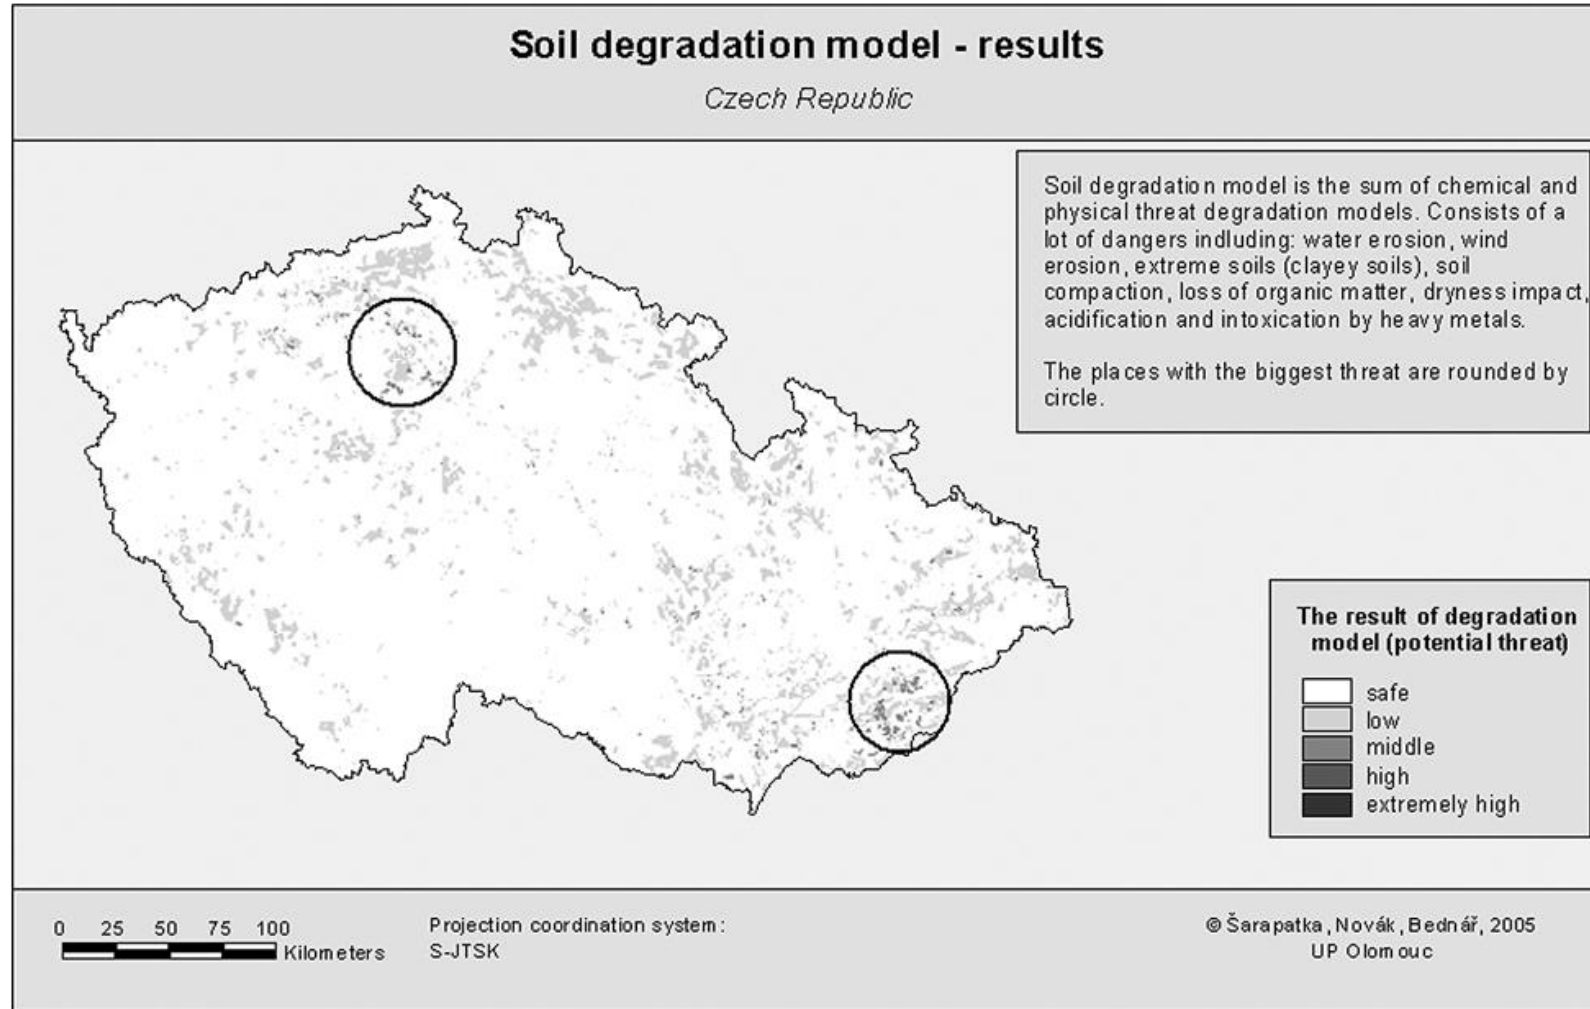 Soil degradation model - results
Czech Republic
Soil degradation model is the sum of chemical and
physical threat degradation models. Consists of a
lot of dangers indluding: water erosion, wind
erosion, extreme soils (clayey soils), soil
compaction, loss of organic matter, dryness impact,
acidification and intoxication by heavy metals.
The places with the biggest threat are rounded by
circle.
The result of degradation
model (potential threat)
safe
low
middle
high
extremely high
0 25 50 75 100
Kilometers
Projection coordination system:
S-JTSK
© Šarapatka, Novák, Bednář, 2005
UP Olomouc